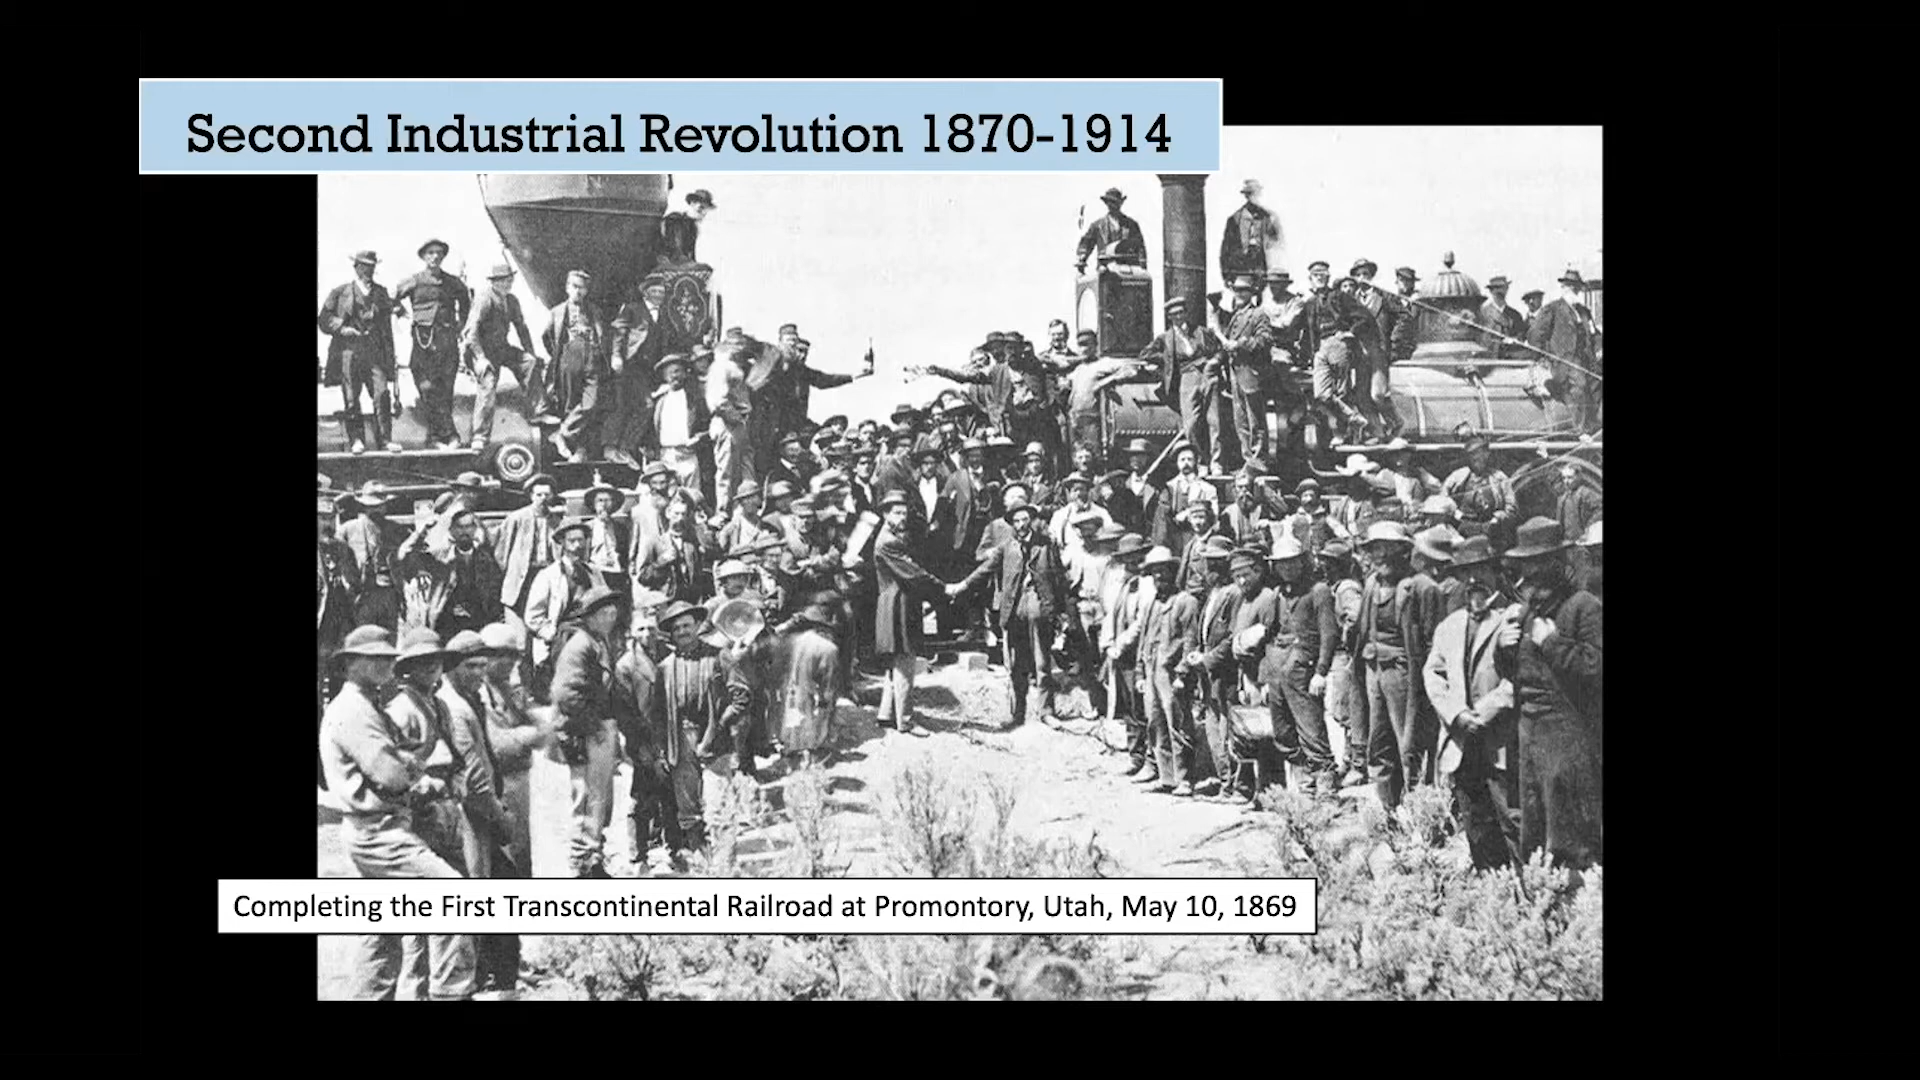 Second Industrial Revolution 1870-1914
Completing the First Transcontinental Railroad at Promontory, Utah, May 10, 1869